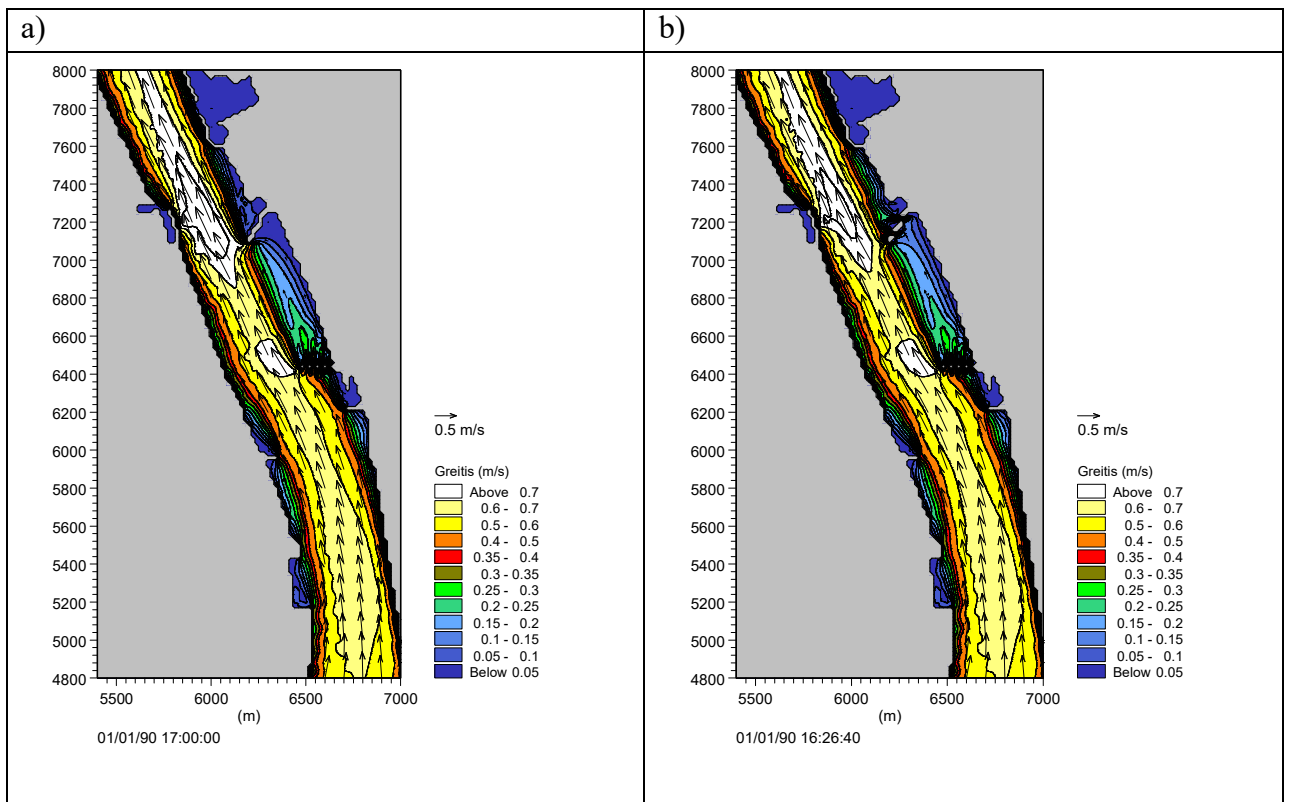 a)
b)
8000
7800
7600
7400
7200
7000
6800
6600
6400
6200
6000
5800
5600
5400
5200
5000
4800
5500 6000 6500 7000
(m)
01/01/90 17:00:00
0.5 m/s
Greitis (m/s)
Above 0.7
0.6 - 0.7
0.5 - 0.6
0.4 - 0.5
0.35 - 0.4
0.3 - 0.35
0.25 - 0.3
0.2 - 0.25
0.15 - 0.2
0.1 - 0.15
0.05 - 0.1
Below 0.05
8000
7800
7600
7400
7200
7000
6800
6600
6400
6200
6000
5800
5600
5400
5200
5000
4800
5500 6000 6500 7000
(m)
01/01/90 16:26:40
0.5 m/s
Greitis (m/s)
Above 0.7
0.6 - 0.7
0.5 - 0.6
0.4 - 0.5
0.35 - 0.4
0.3 - 0.35
0.25 - 0.3
0.2 - 0.25
0.15 - 0.2
0.1 - 0.15
0.05 - 0.1
Below 0.05